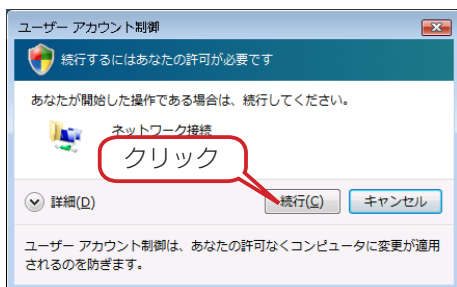 ユーザー アカウント制御
続行するにはあなたの許可が必要です
あなたが開始した操作である場合は、続行してください。
ネットワーク接続
クリック
詳細(D)
続行(C)
キャンセル
ユーザー アカウント制御は、あなたの許可なくコンピュータに変更が適用
されるのを防ぎます。